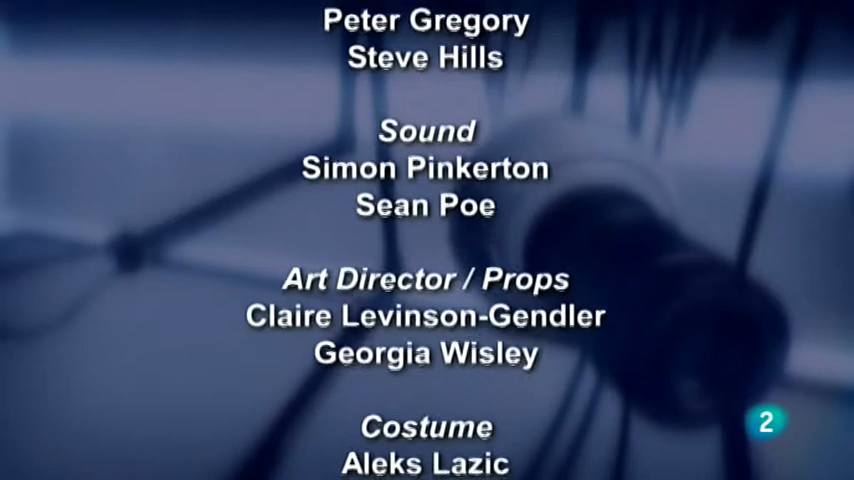 Peter Gregory
Steve Hills
Sound
Simon Pinkerton
Sean Poe
Art Director / Props
Claire Levinson-Gendler
Georgia Wisley
Costume
Aleks Lazic
2